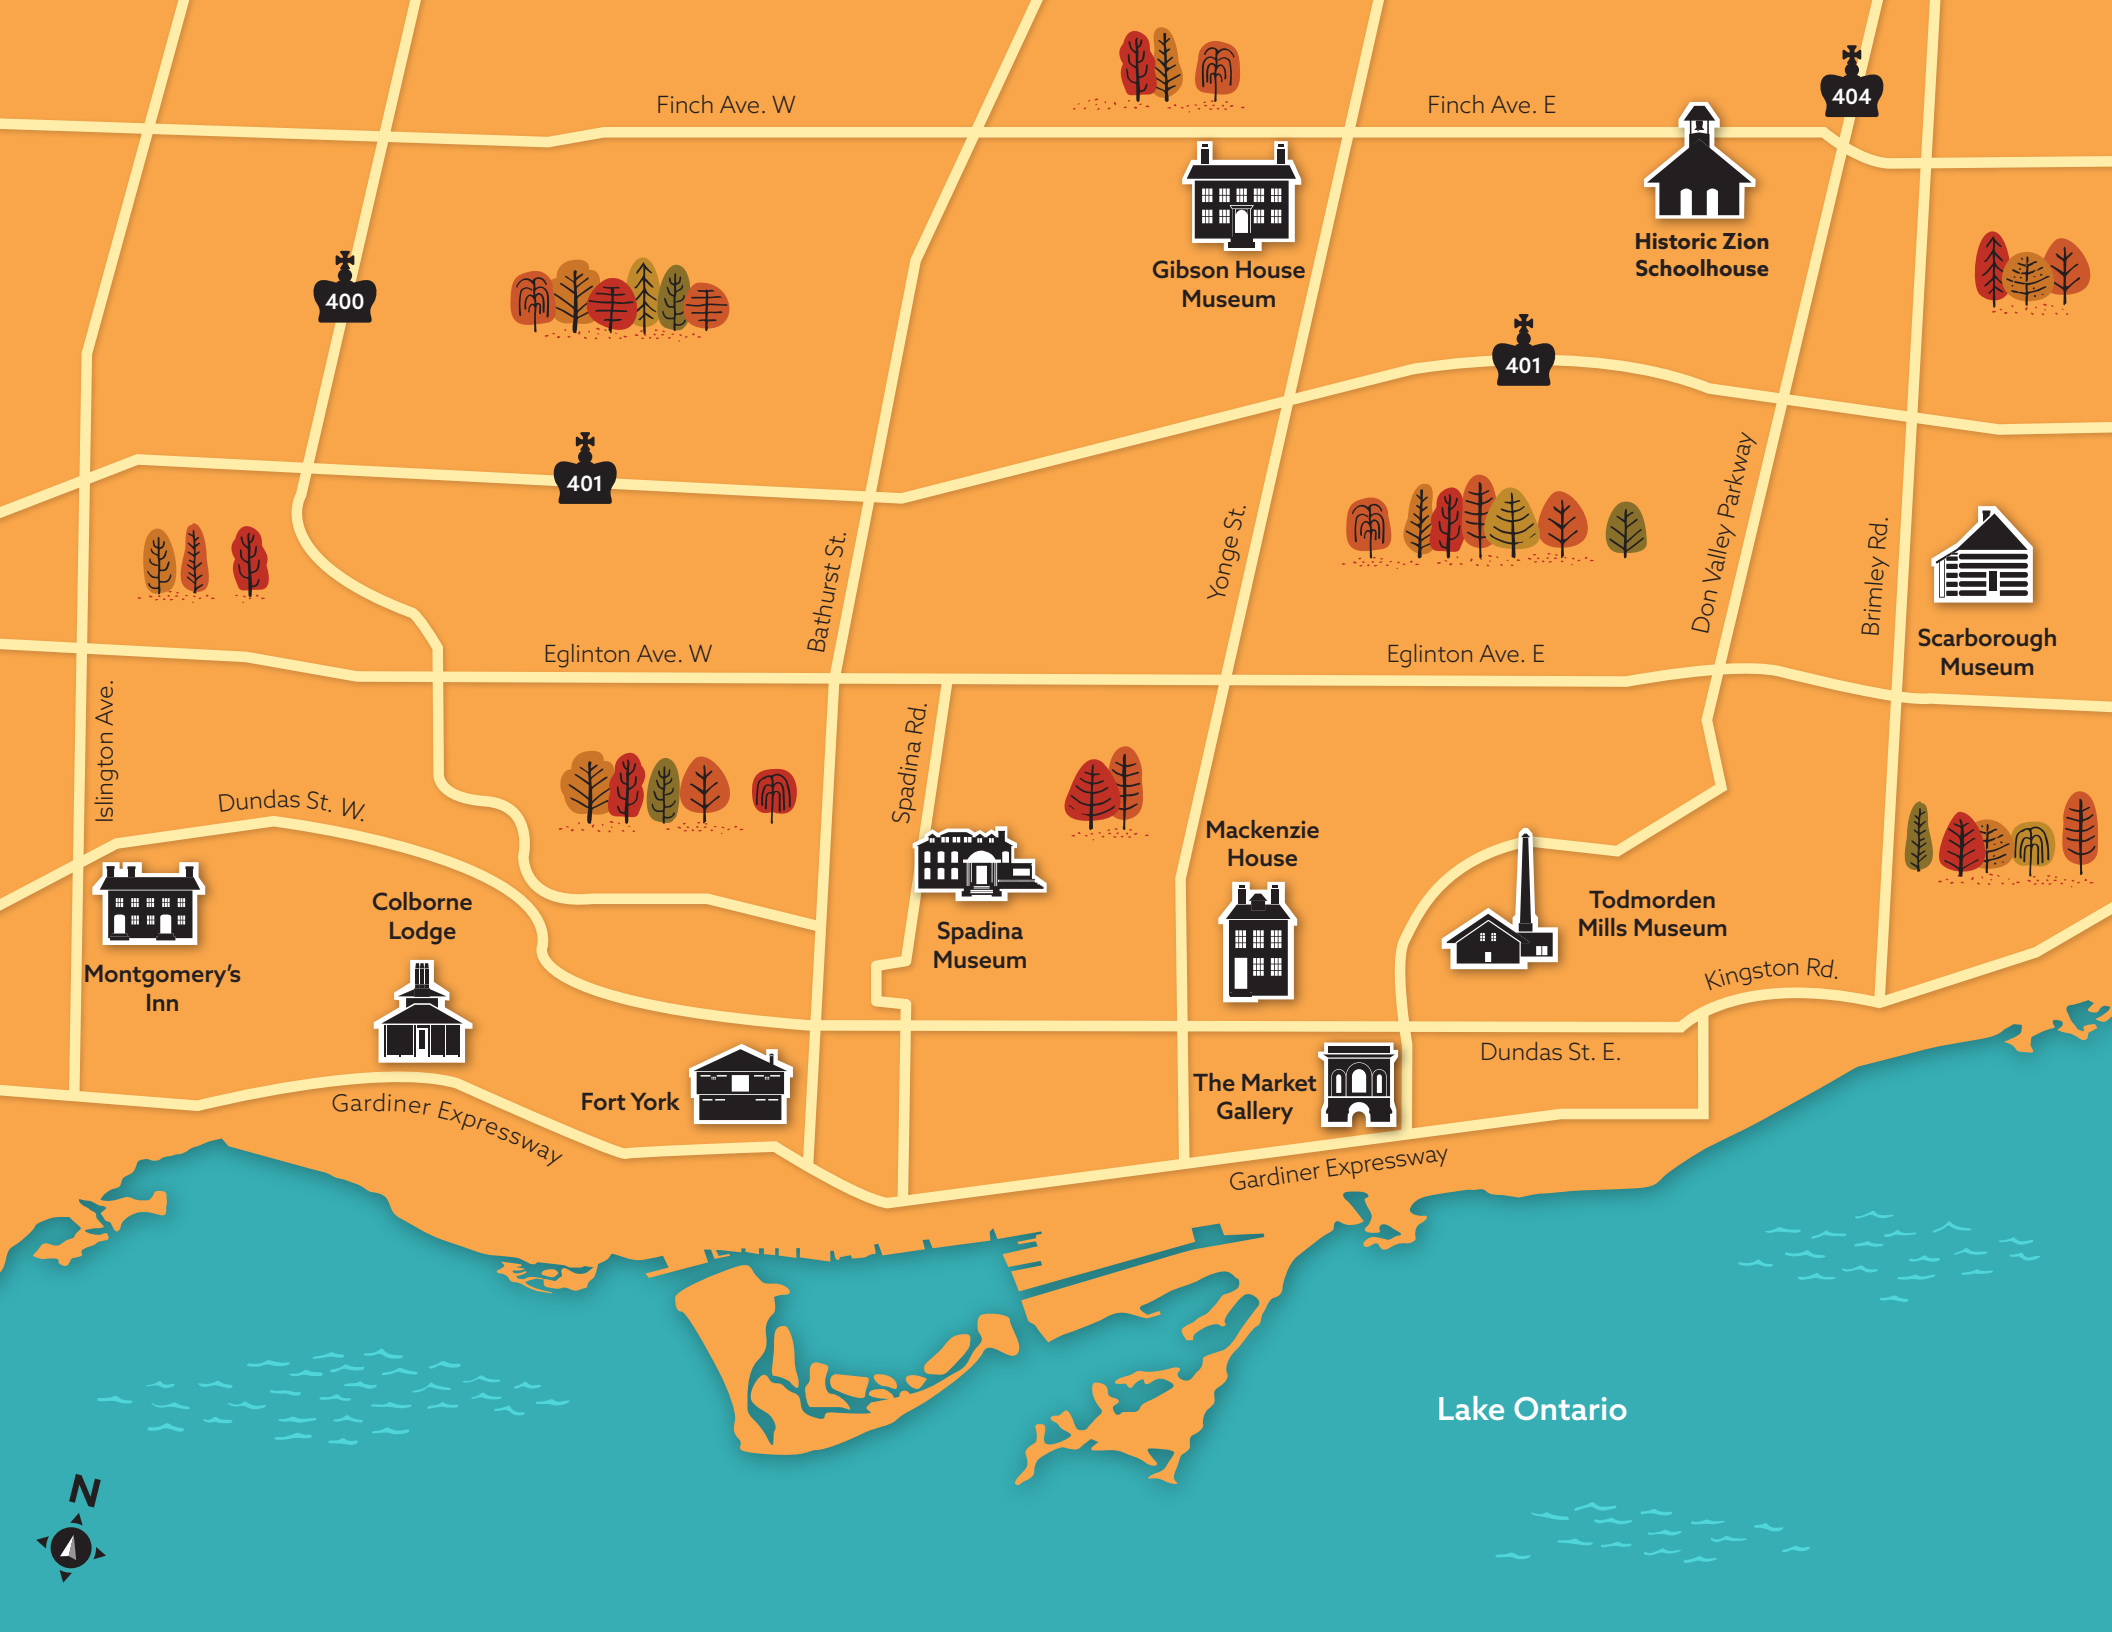 Finch Ave. W
Finch Ave. E
404
Historic Zion
Schoolhouse
Gibson House
Museum
400
401
401
Bathurst St.
Yonge St.
Don Valley Parkway
Brimley Rd.
Scarborough
Museum
Eglinton Ave. W
Eglinton Ave. E
Islington Ave.
Spadina Rd.
Dundas St. W.
Mackenzie
House
Colborne
Lodge
Spadina
Museum
Todmorden
Mills Museum
Montgomery’s
Inn
Kingston Rd.
Dundas St. E.
Fort York
The Market
Gallery
Gardiner Expressway
Gardiner Expressway
Lake Ontario
N